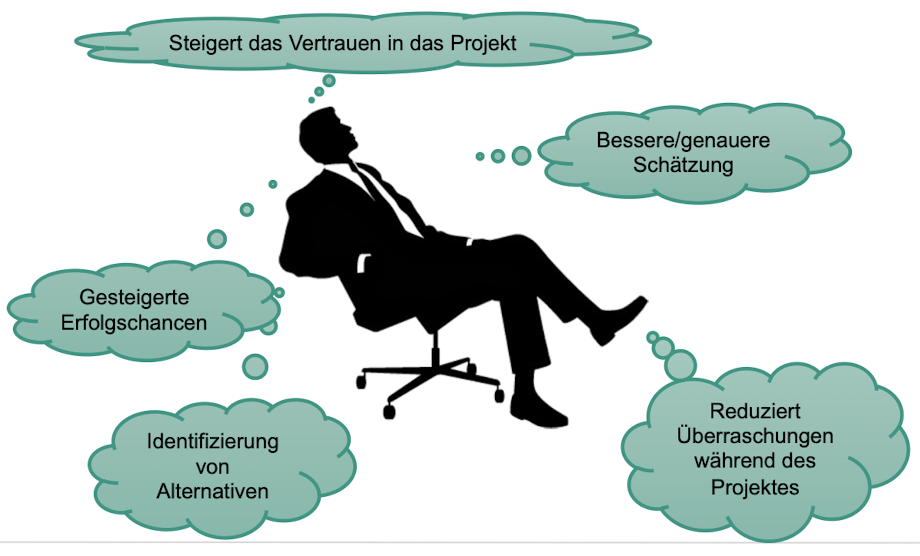 Steigert das Vertrauen in das Projekt
Bessere/genauere
Schätzung
Gesteigerte
Erfolgschancen
Identifizierung
von
Alternativen
Reduziert
Überraschungen
während des
Projektes